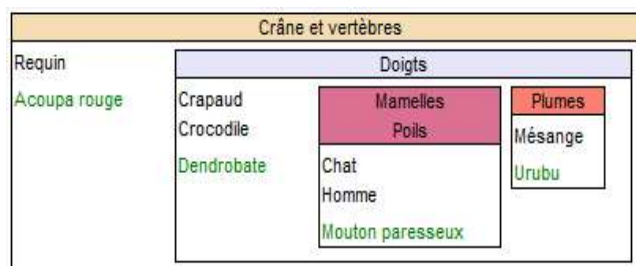 Crâne et vertèbres
Requin
Acoupa rouge
Doigts
Crapaud
Crocodile
Dendrobate
Mamelles
Poils
Chat
Homme
Mouton paresseux
Plumes
Mésange
Urubu